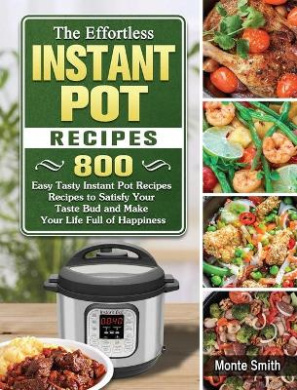 The Effortless
INSTANT
POT
RECIPES
800
Easy Tasty Instant Pot Recipes
Recipes to Satisfy Your
Taste Bud and Make
Your Life Full of Happiness
Monte Smith